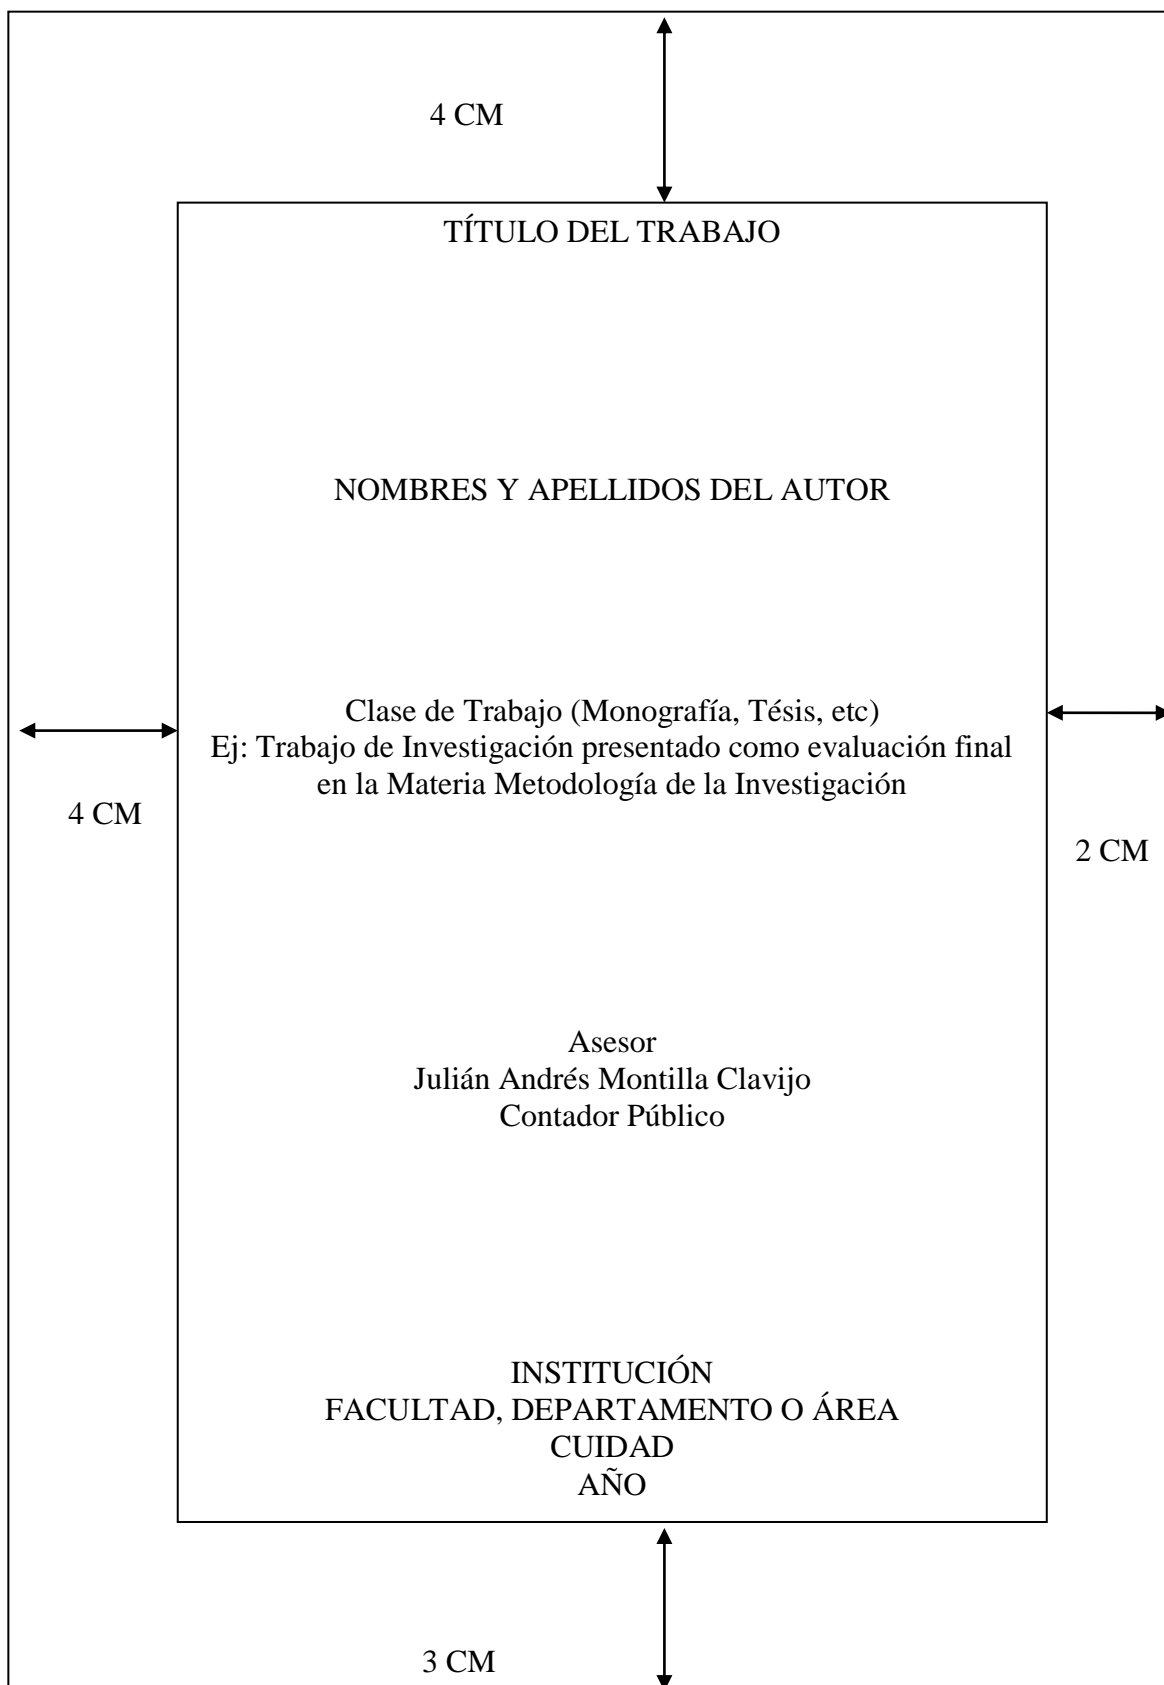 4 CM
TÍTULO DEL TRABAJO
NOMBRES Y APELLIDOS DEL AUTOR
Clase de Trabajo (Monografía, Tésis, etc)
Ej: Trabajo de Investigación presentado como evaluación final
en la Materia Metodología de la Investigación
4 CM
2 CM
Asesor
Julián Andrés Montilla Clavijo
Contador Público
INSTITUCIÓN
FACULTAD, DEPARTAMENTO O ÁREA
CUIDAD
AÑO
3 CM